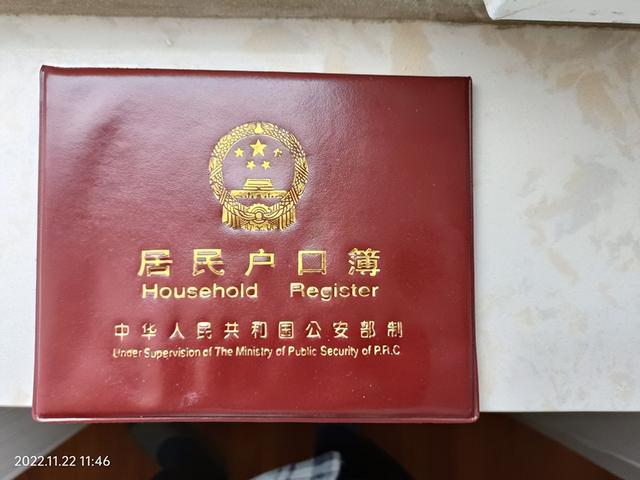 居民户口簿
Household Register
中华人民共和国公安部制
Under Supervision of The Ministry of Public Security of P.R.C
2022.11.22 11:46